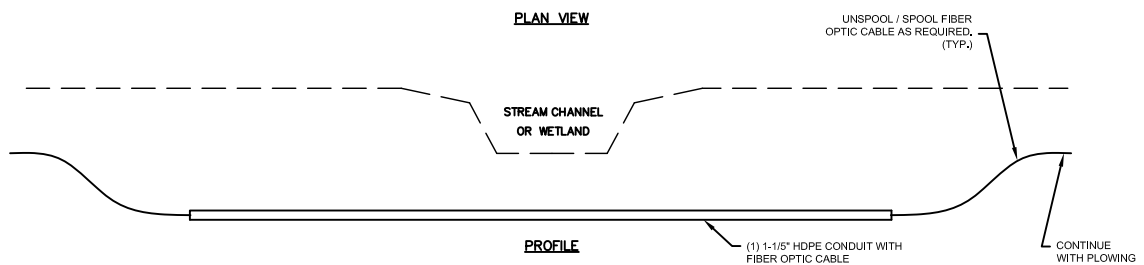 PLAN VIEW
UNSPOOL / SPOOL FIBER
OPTIC CABLE AS REQUIRED.
(TYP.)
STREAM CHANNEL
OR WETLAND
PROFILE
(1) 1-1/5" HDPE CONDUIT WITH
FIBER OPTIC CABLE
CONTINUE
WITH PLOWING